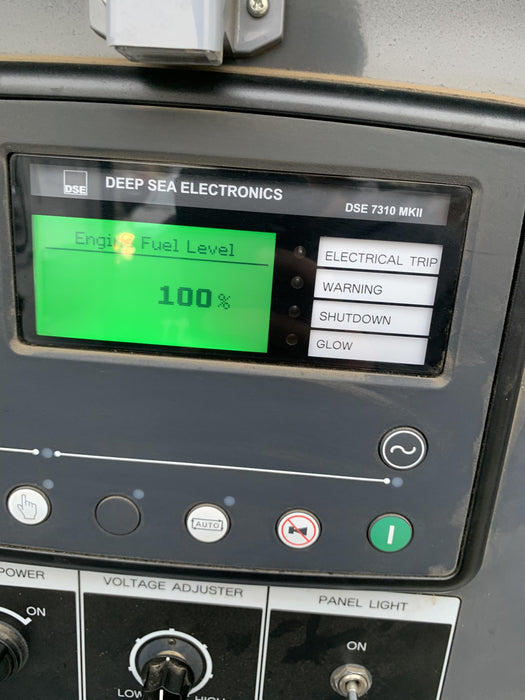 DSE
DEEP SEA ELECTRONICS
DSE 7310 MKII
Engine Fuel Level
100%
ELECTRICAL TRIP
WARNING
SHUTDOWN
GLOW
AUTO
POWER
ON
VOLTAGE ADJUSTER
LOW
HIGH
PANEL LIGHT
ON